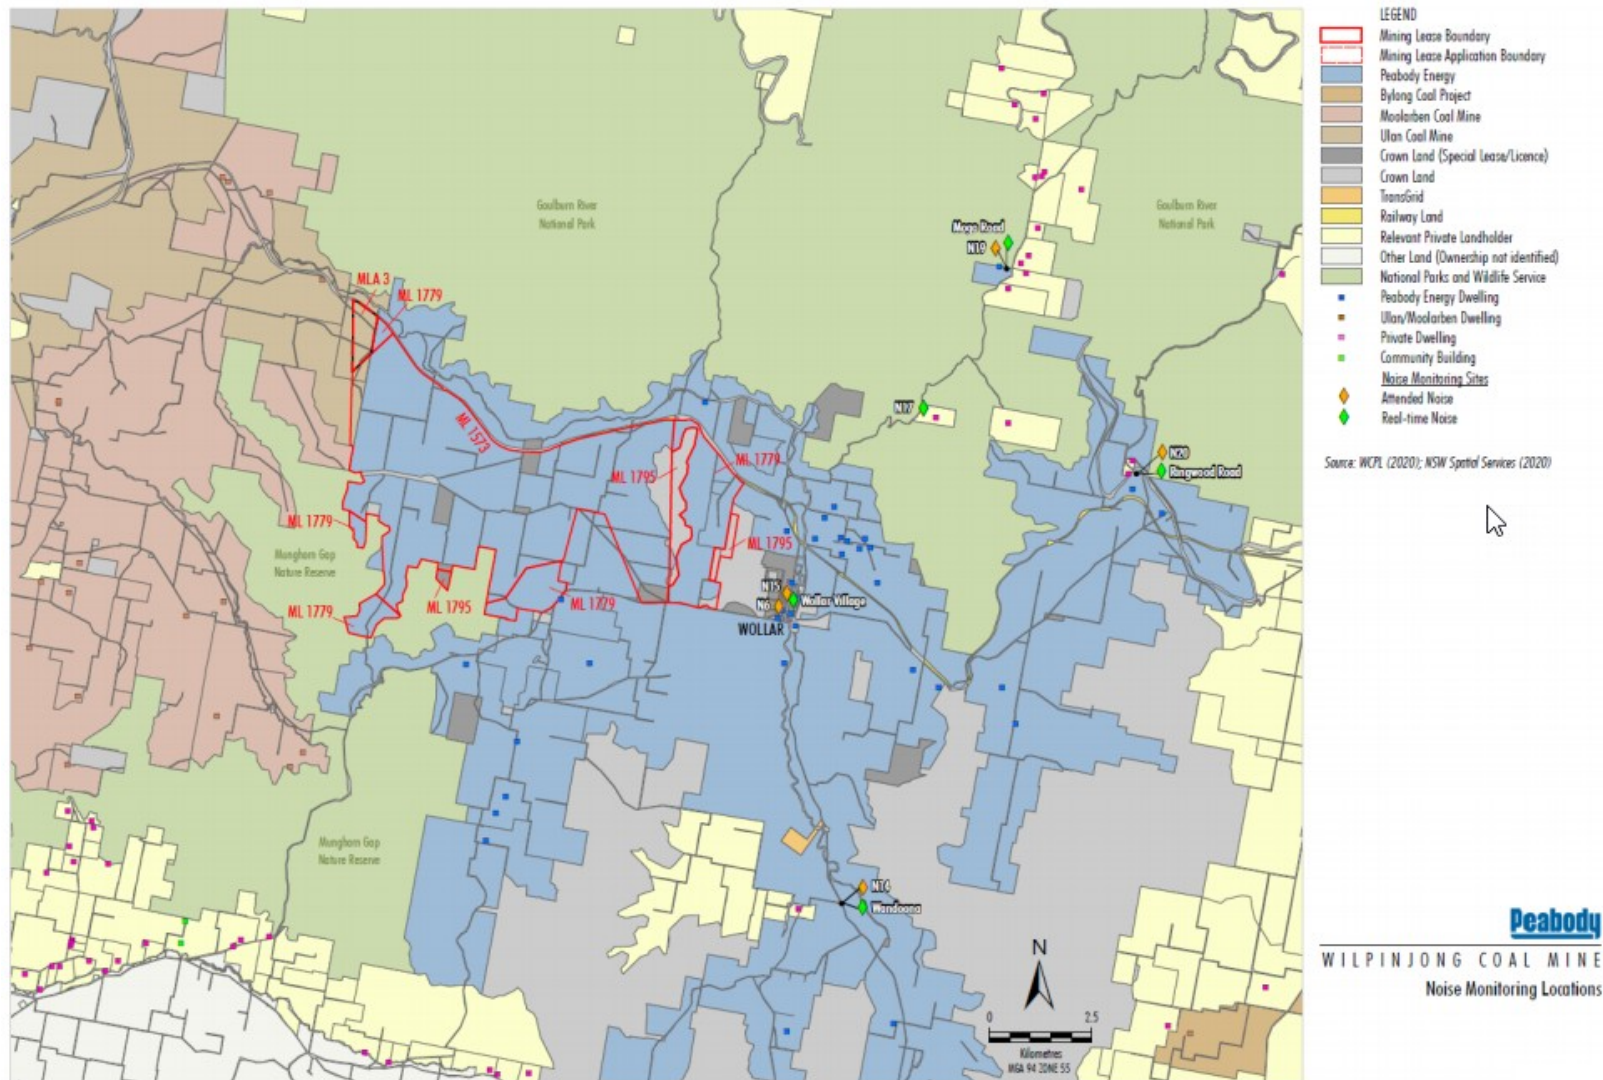 LEGEND
Mining Lease Boundary
Mining Lease Application Boundary
Peabody Energy
Bylong Coal Project
Moolarben Coal Mine
Ulan Coal Mine
Crown Land (Special Lease/Licence)
Crown Land
TransGrid
Railway Land
Relevant Private Landholder
Other Land (Ownership not identified)
National Parks and Wildlife Service
Peabody Energy Dwelling
Ulan/Moolarben Dwelling
Private Dwelling
Community Building
Noise Monitoring Sites
Attended Noise
Real-time Noise
Source: WCPL (2020); NSW Spatial Services (2020)
Goulburn River
National Park
Goulburn River
National Park
Mogo Road
N19
MLA 3
ML 1779
N17
ML 1573
N20
Ringwood Road
ML 1779
ML 1795
ML 1779
ML 1795
Munghorn Gap
Nature Reserve
ML 1779
ML 1795
ML 1779
N15
N6
Wollar Village
WOLLAR
Munghorn Gap
Nature Reserve
N14
Wandoona
N
0 2.5
Kilometres
MGA 94 ZONE 55
Peabody
WILPINJONG COAL MINE
Noise Monitoring Locations